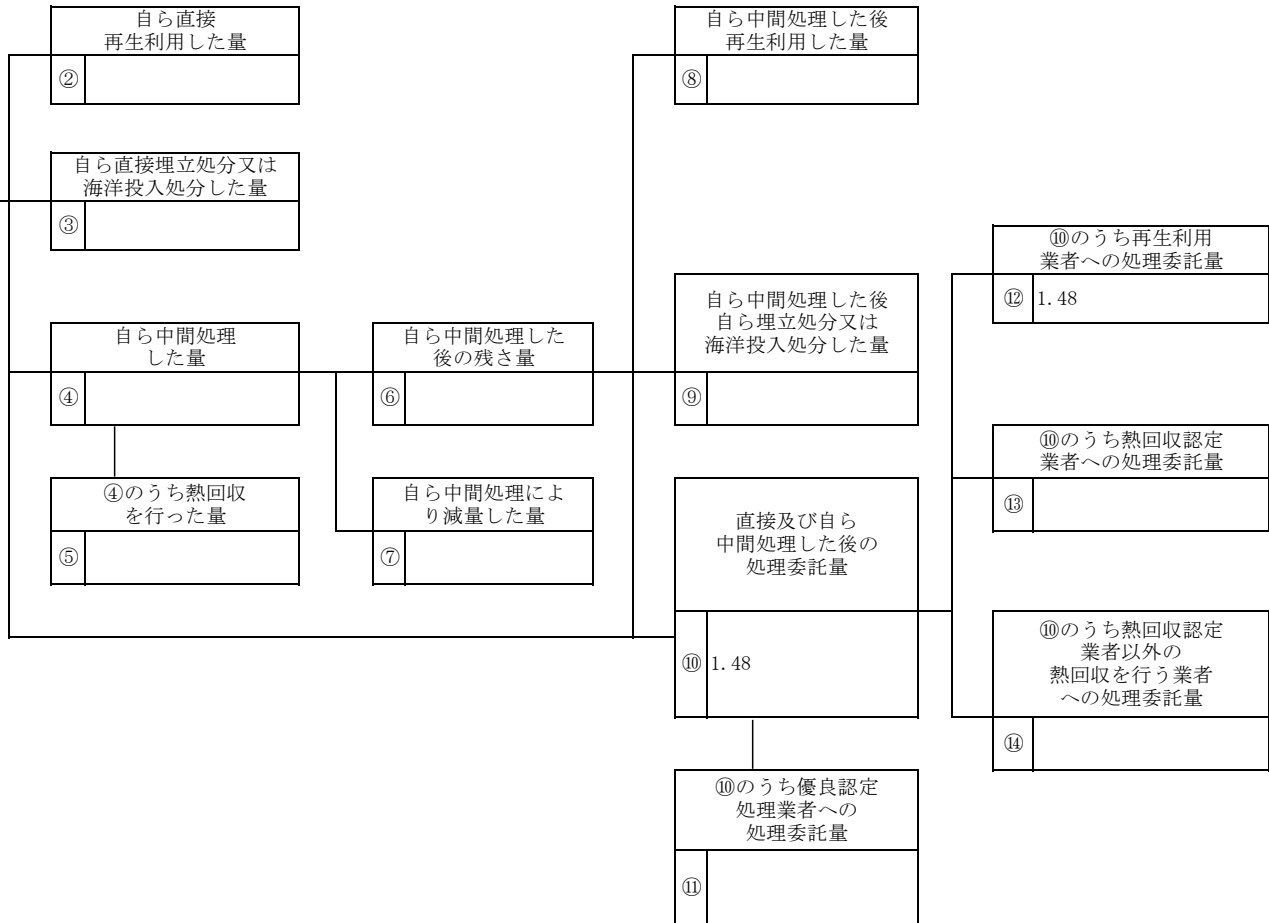 自ら直接
再生利用した量
②
自ら中間処理した後
再生利用した量
⑧
自ら直接埋立処分又は
海洋投入処分した量
③
⑩のうち再生利用
業者への処理委託量
⑫ 1.48
自ら中間処理
した量
④
自ら中間処理した
後の残さ量
⑥
自ら中間処理した後
自ら埋立処分又は
海洋投入処分した量
⑨
⑩のうち熱回収認定
業者への処理委託量
⑬
④のうち熱回収
を行った量
⑤
自ら中間処理によ
り減量した量
⑦
直接及び自ら
中間処理した後の
処理委託量
⑩ 1.48
⑩のうち熱回収認定
業者以外の
熱回収を行う業者
への処理委託量
⑭
⑩のうち優良認定
処理業者への
処理委託量
⑪